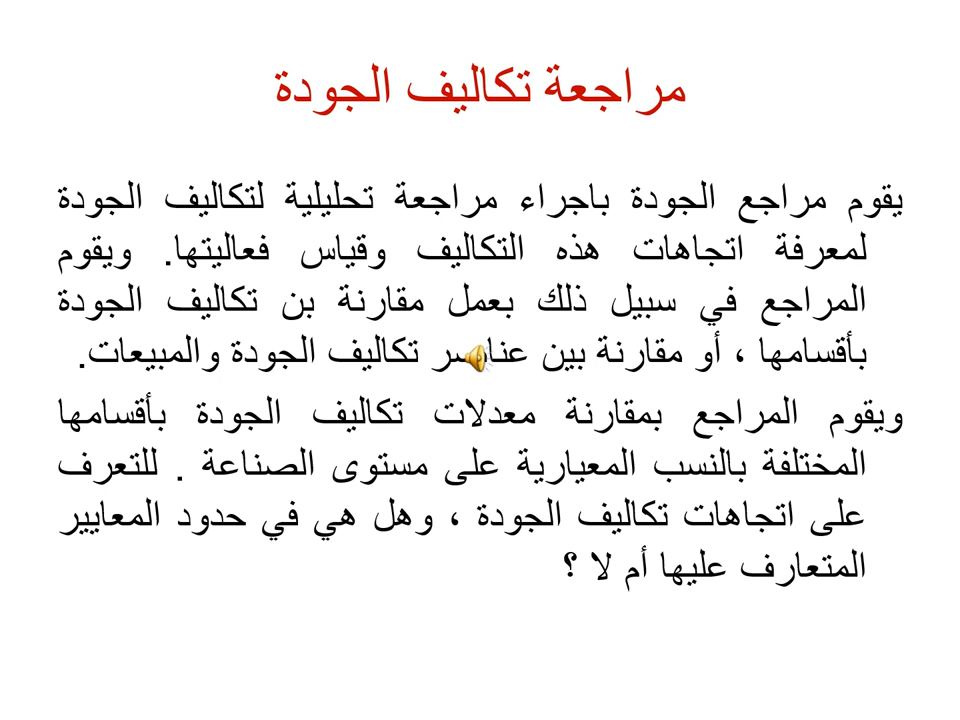 مراجعة تكاليف الجودة
يقوم مراجع الجودة باجراء مراجعة تحليلية لتكاليف الجودة
لمعرفة اتجاهات هذه التكاليف وقياس فعاليتها. ويقوم
المراجع في سبيل ذلك بعمل مقارنة بن تكاليف الجودة
بأقسامها ، أو مقارنة بين عناصر تكاليف الجودة والمبيعات.
ويقوم المراجع بمقارنة معدلات تكاليف الجودة بأقسامها
المختلفة بالنسب المعيارية على مستوى الصناعة . للتعرف
على اتجاهات تكاليف الجودة ، وهل هي في حدود المعايير
المتعارف عليها أم لا ؟